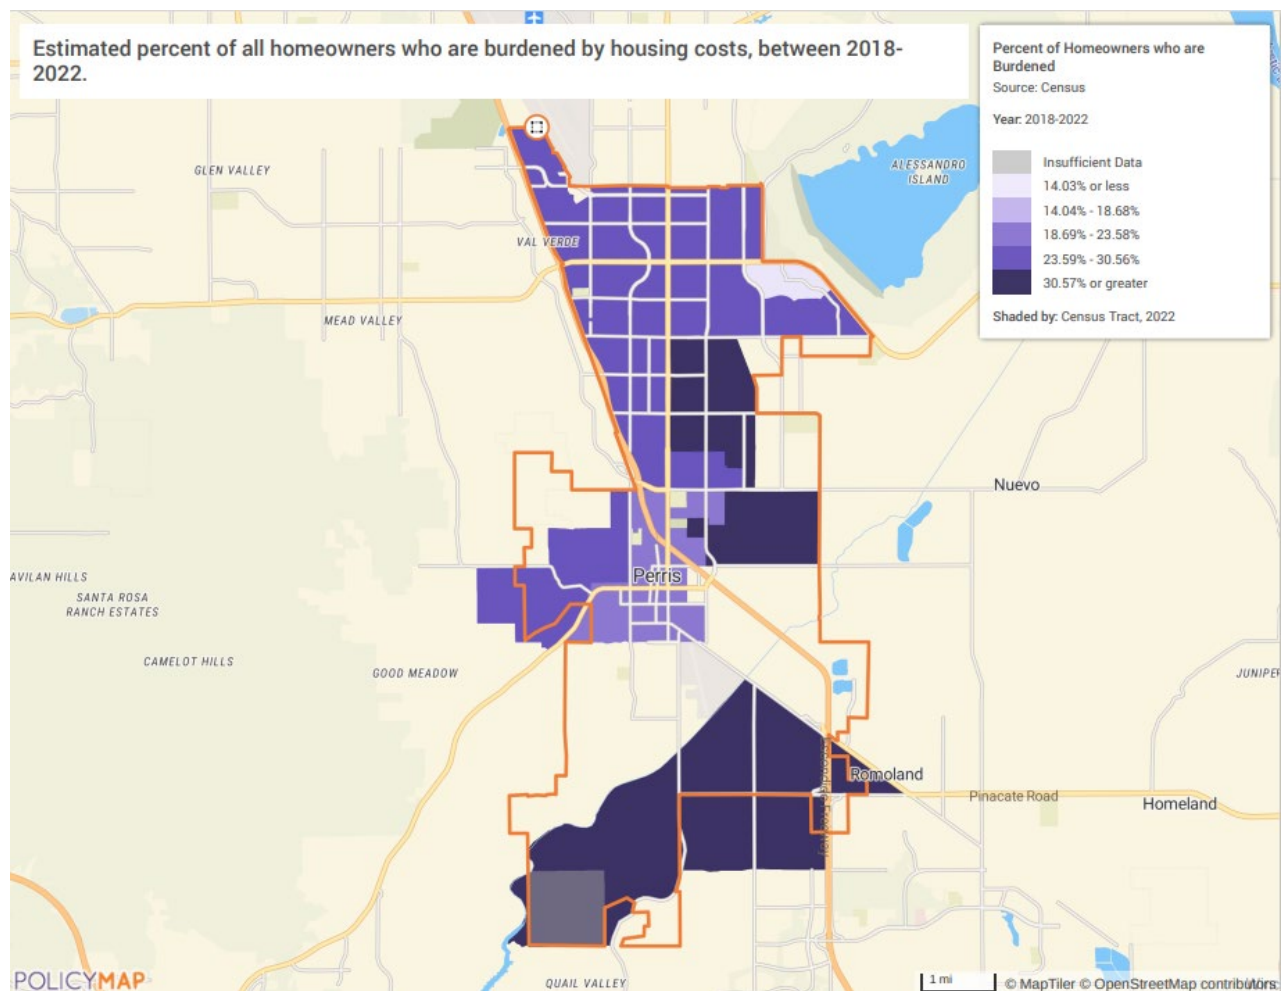 Estimated percent of all homeowners who are burdened by housing costs, between 2018-
2022.
Percent of Homeowners who are
Burdened
Source: Census
Year: 2018-2022
Insufficient Data
14.03% or less
14.04% - 18.68%
18.69% - 23.58%
23.59% - 30.56%
30.57% or greater
Shaded by: Census Tract, 2022
GLEN VALLEY
ALESSANDRO
ISLAND
VAL VERDE
MEAD VALLEY
Nuevo
AVILAN HILLS
Perris
SANTA ROSA
RANCH ESTATES
CAMELOT HILLS
GOOD MEADOW
JUNIPER
Romoland
Pinacate Road
Homeland
QUAIL VALLEY
POLICYMAP
1 mi
© MapTiler © OpenStreetMap contributors